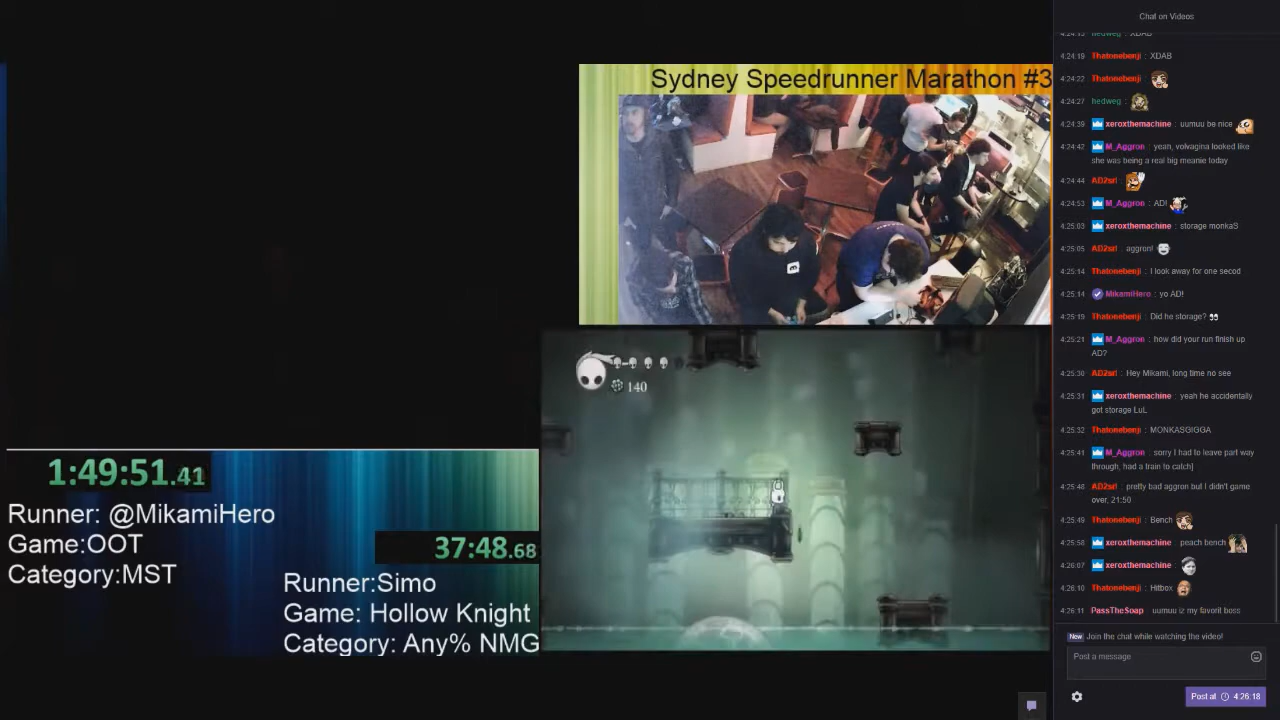 Sydney Speedrunner Marathon #3
140
1:49:51.41
Runner: @MikamiHero
Game:OOT
Category:MST
37:48.68
Runner:Simo
Game: Hollow Knight
Category: Any% NMG
Chat on Videos
4:24:15 hedweg : XDAB
4:24:19 Thatonebenji : XDAB
4:24:22 Thatonebenji :
4:24:27 hedweg :
4:24:39 xeroxthemachine : uumuu be nice
4:24:42 M_Aggron : yeah, volvagina looked like
she was being a real big meanie today
4:24:44 AD2srl :
4:24:53 M_Aggron : AD!
4:25:03 xeroxthemachine : storage monkaS
4:25:05 AD2srl : aggron!
4:25:14 Thatonebenji : I look away for one secod
4:25:14 MikamiHero : yo AD!
4:25:19 Thatonebenji : Did he storage?
4:25:21 M_Aggron : how did your run finish up
AD?
4:25:30 AD2srl : Hey Mikami, long time no see
4:25:31 xeroxthemachine : yeah he accidentally
got storage LuL
4:25:32 Thatonebenji : MONKASGIGGA
4:25:41 M_Aggron : sorry I had to leave part way
through, had a train to catch]
4:25:48 AD2srl : pretty bad aggron but I didn't game
over, 21:50
4:25:49 Thatonebenji : Bench
4:25:58 xeroxthemachine : peach bench
4:26:07 xeroxthemachine :
4:26:10 Thatonebenji : Hitbox
4:26:11 PassTheSoap : uumuu iz my favorit boss
New Join the chat while watching the video!
Post a message
Post at 4:26:18